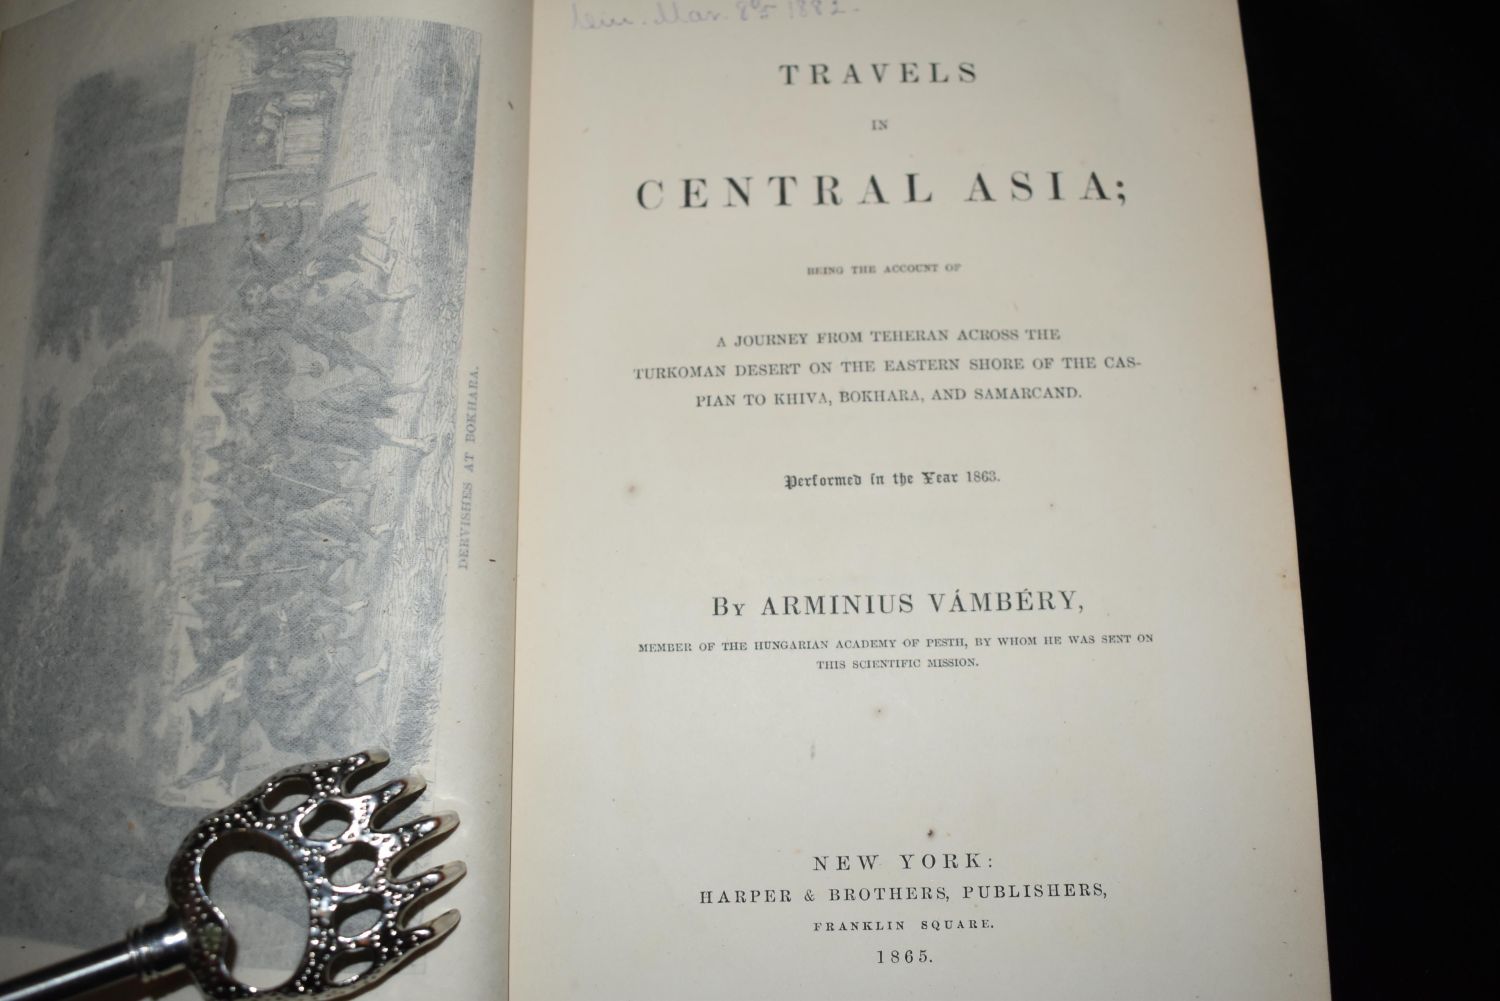 Mar. 8th 1882.
TRAVELS
IN
CENTRAL ASIA;
BEING THE ACCOUNT OF
A JOURNEY FROM TEHERAN ACROSS THE
TURKOMAN DESERT ON THE EASTERN SHORE OF THE CAS-
PIAN TO KHIVA, BOKHARA, AND SAMARCAND.
Performed in the Year 1863.
BY ARMINIUS VÁMBÉRY,
MEMBER OF THE HUNGARIAN ACADEMY OF PESTH, BY WHOM HE WAS SENT ON
THIS SCIENTIFIC MISSION.
NEW YORK:
HARPER & BROTHERS, PUBLISHERS,
FRANKLIN SQUARE.
1865.
DERVISHES AT BOKHARA.